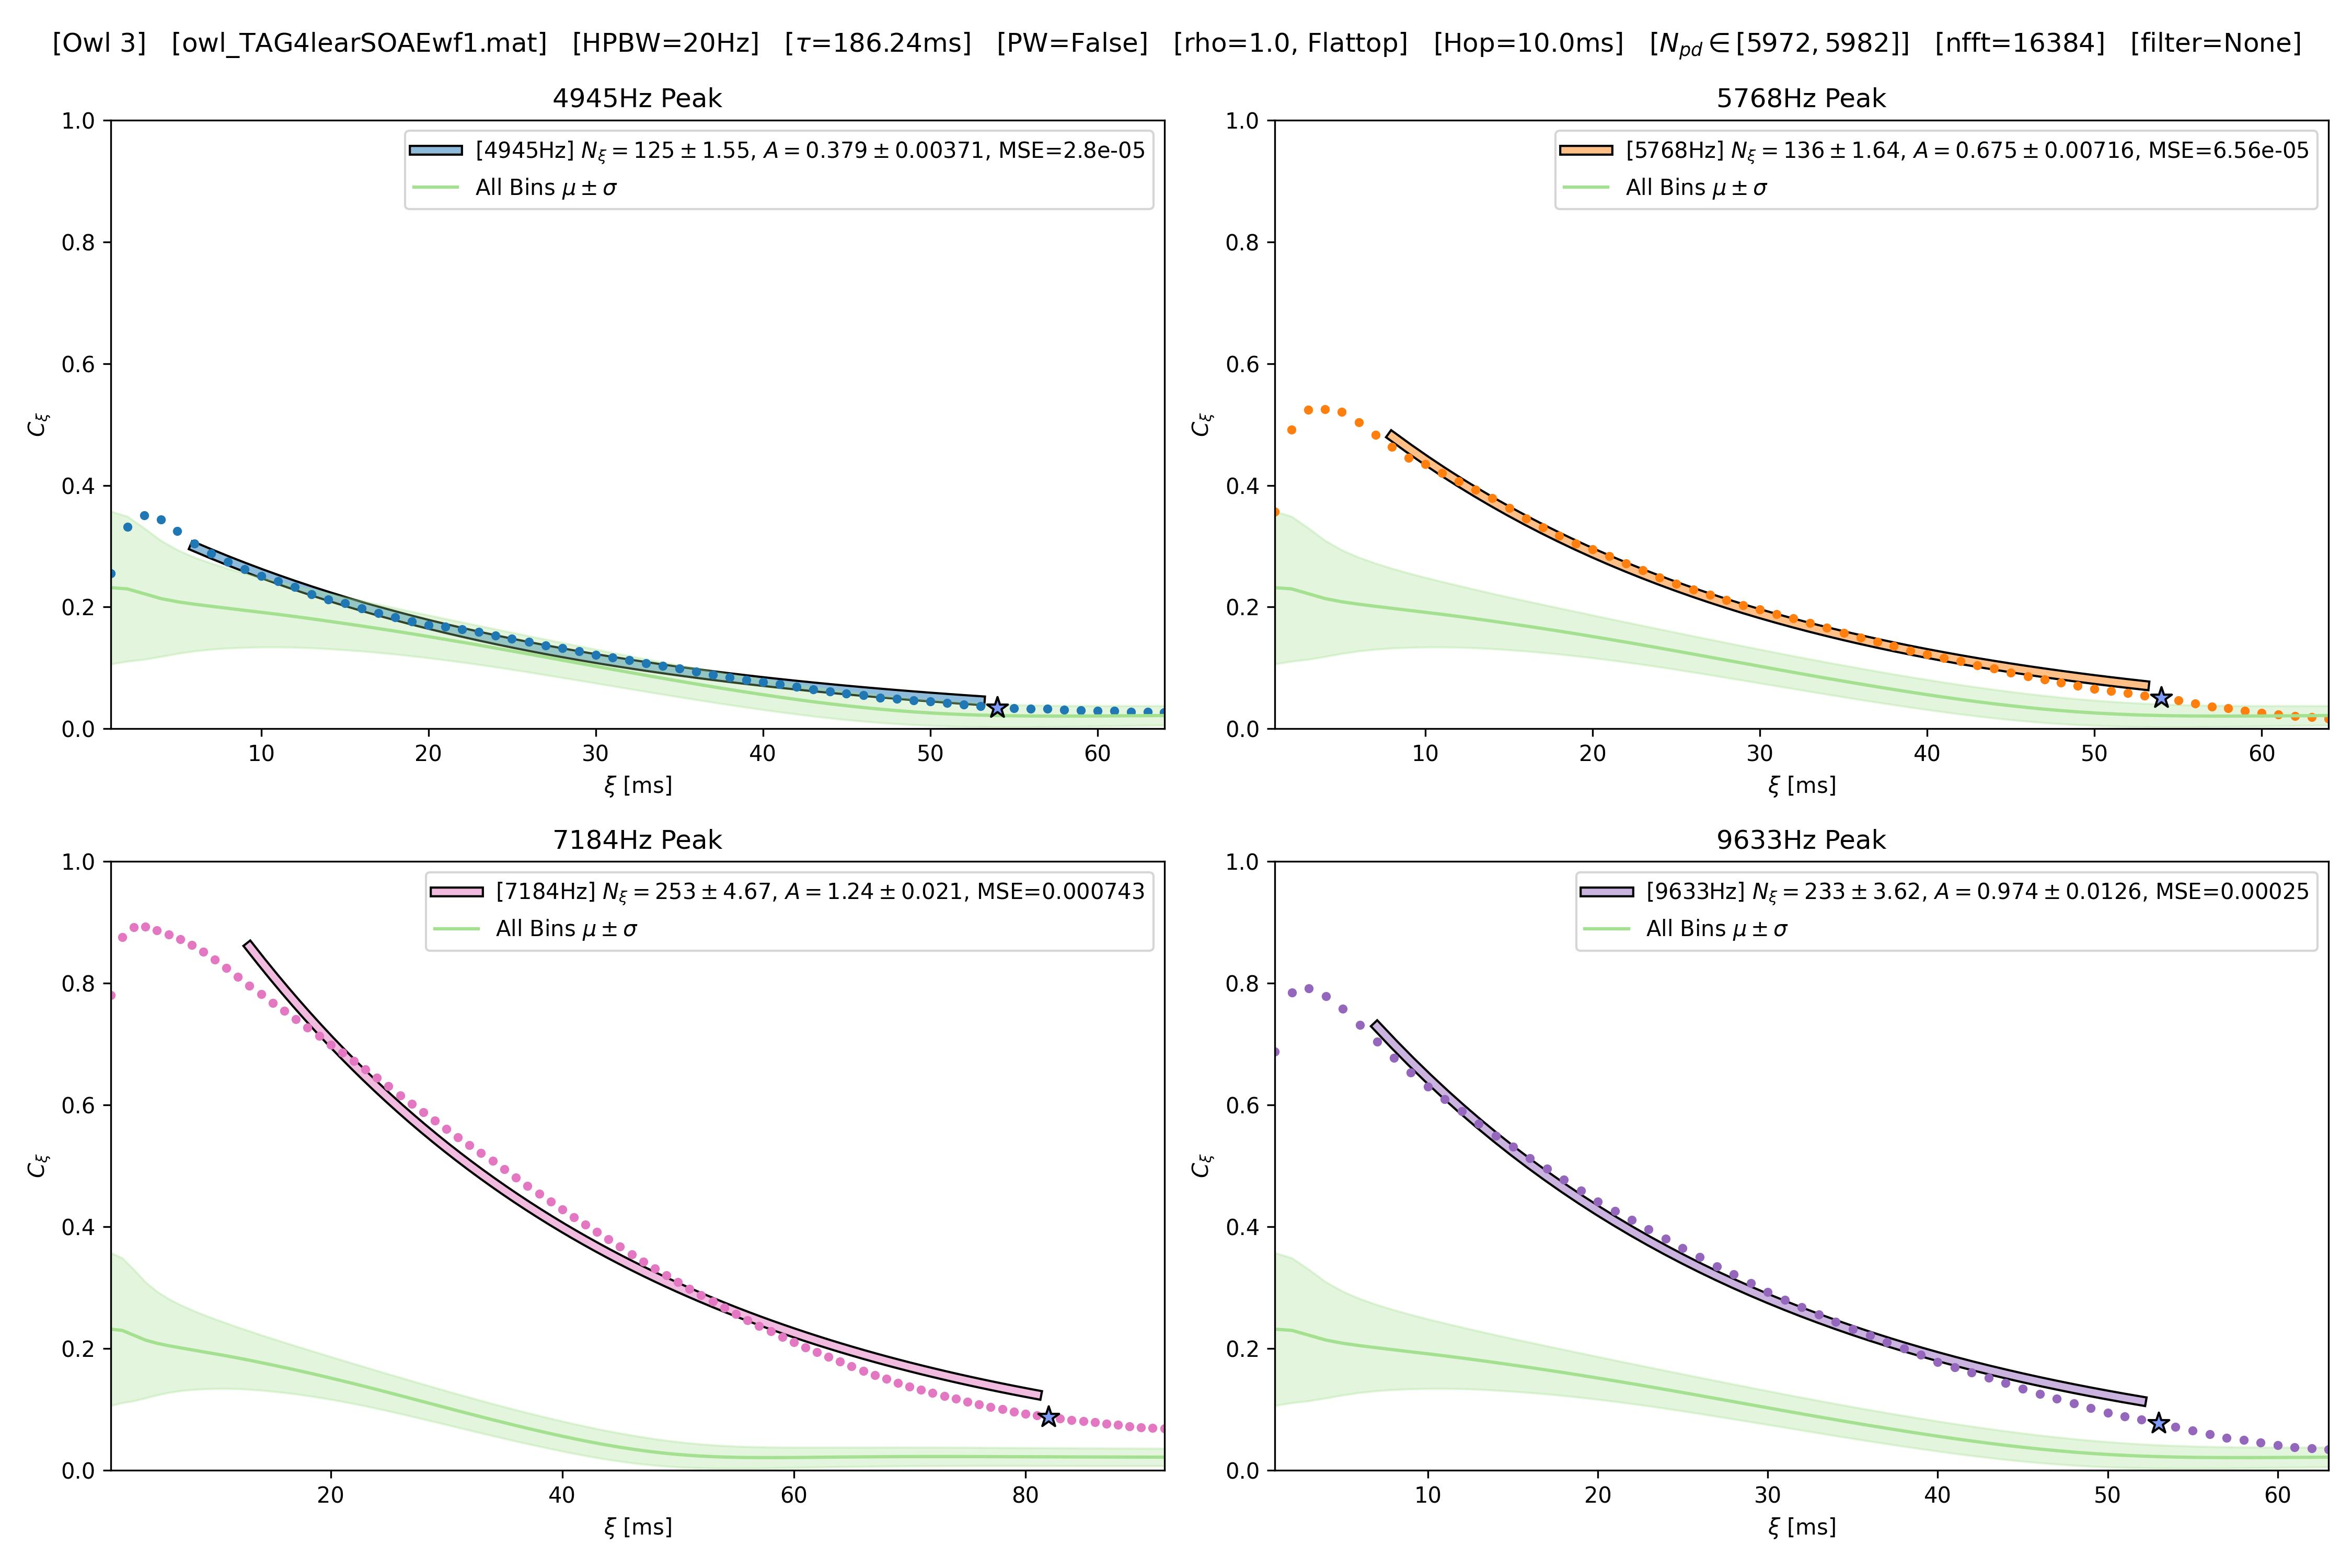 [Owl 3] [owl_TAG4learSOAEwf1.mat] [HPBW=20Hz] [τ=186.24ms] [PW=False] [rho=1.0, Flattop] [Hop=10.0ms] [N_pd ∈ [5972, 5982]] [nfft=16384] [filter=None]
4945Hz Peak
[4945Hz] N_ξ = 125 ± 1.55, A = 0.379 ± 0.00371, MSE=2.8e-05
All Bins μ ± σ
1.0
0.8
0.6
0.4
0.2
0.0
C_ξ
10 20 30 40 50 60
ξ [ms]
5768Hz Peak
[5768Hz] N_ξ = 136 ± 1.64, A = 0.675 ± 0.00716, MSE=6.56e-05
All Bins μ ± σ
1.0
0.8
0.6
0.4
0.2
0.0
C_ξ
10 20 30 40 50 60
ξ [ms]
7184Hz Peak
[7184Hz] N_ξ = 253 ± 4.67, A = 1.24 ± 0.021, MSE=0.000743
All Bins μ ± σ
1.0
0.8
0.6
0.4
0.2
0.0
C_ξ
20 40 60 80
ξ [ms]
9633Hz Peak
[9633Hz] N_ξ = 233 ± 3.62, A = 0.974 ± 0.0126, MSE=0.00025
All Bins μ ± σ
1.0
0.8
0.6
0.4
0.2
0.0
C_ξ
10 20 30 40 50 60
ξ [ms]